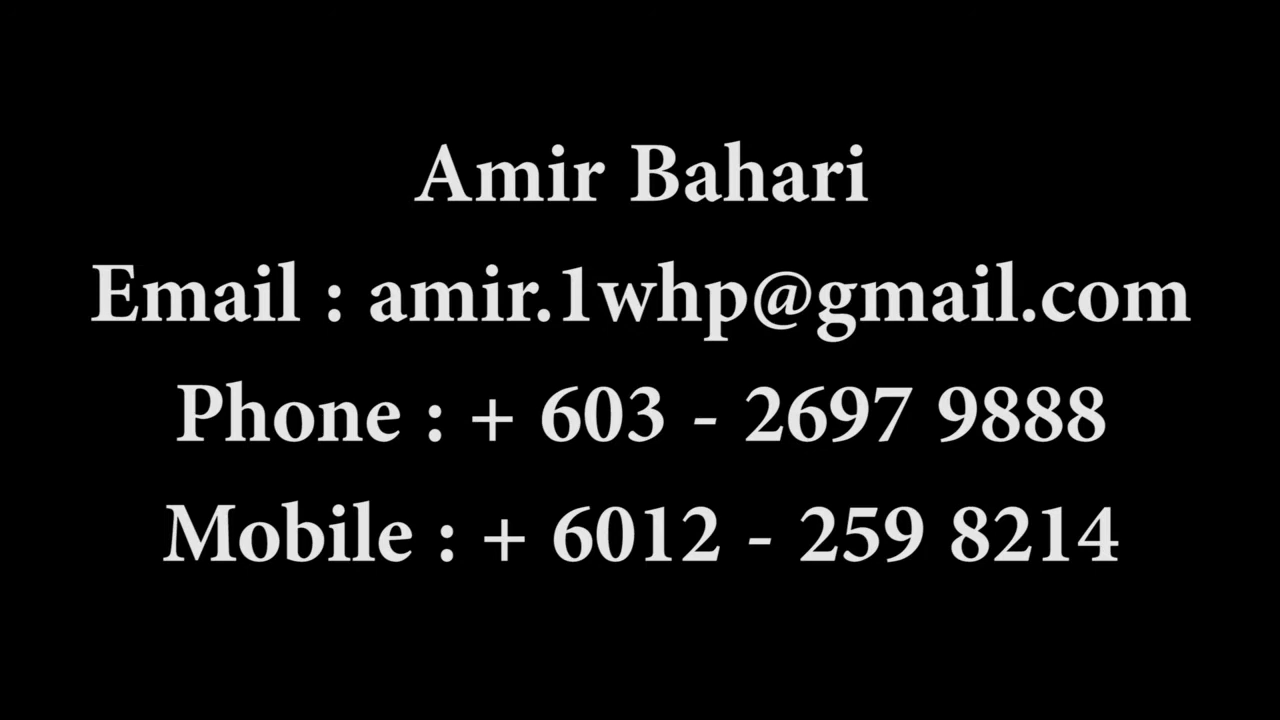 Amir Bahari
Email : amir.1whp@gmail.com
Phone : + 603 - 2697 9888
Mobile : + 6012 - 259 8214